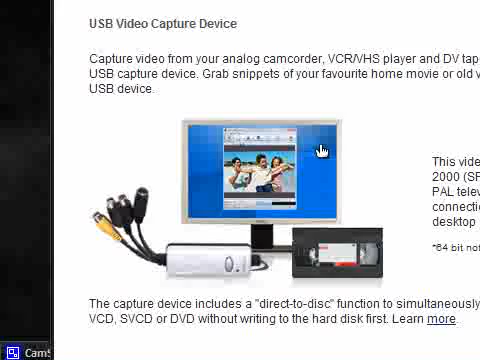 USB Video Capture Device
Capture video from your analog camcorder, VCR/VHS player and DV tap
USB capture device. Grab snippets of your favourite home movie or old v
USB device.
This vide
2000 (SF
PAL telev
connectio
desktop
*64 bit not
The capture device includes a "direct-to-disc" function to simultaneously
VCD, SVCD or DVD without writing to the hard disk first. Learn more.
CamS